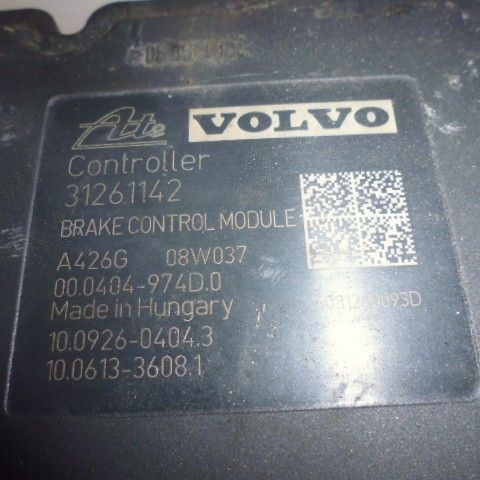 Ate VOLVO
Controller
31261142
BRAKE CONTROL MODULE
A426G 08W037
00.0404-974D.0
Made in Hungary
10.0926-0404.3
10.0613-3608.1